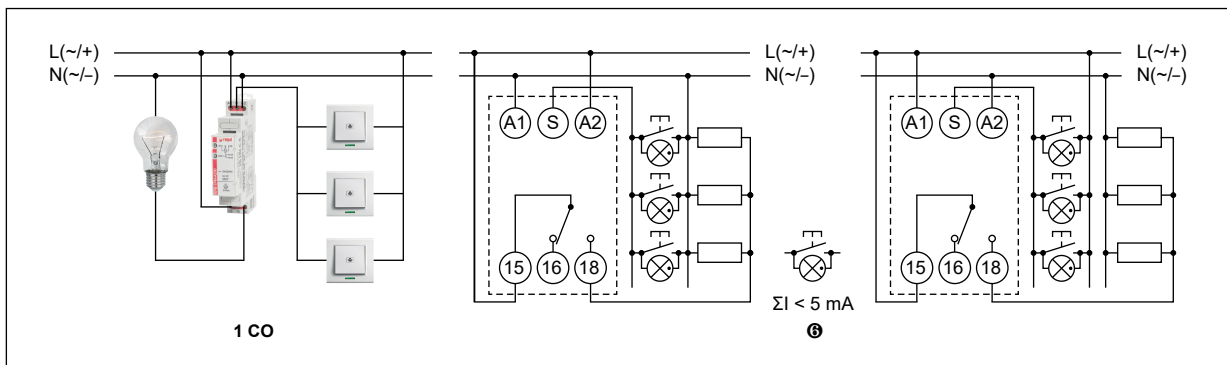 L(~/+)
N(~/–)
1 CO
A1 S A2
15 16 18
L(~/+)
N(~/–)
ΣI < 5 mA
❻
A1 S A2
15 16 18
L(~/+)
N(~/–)